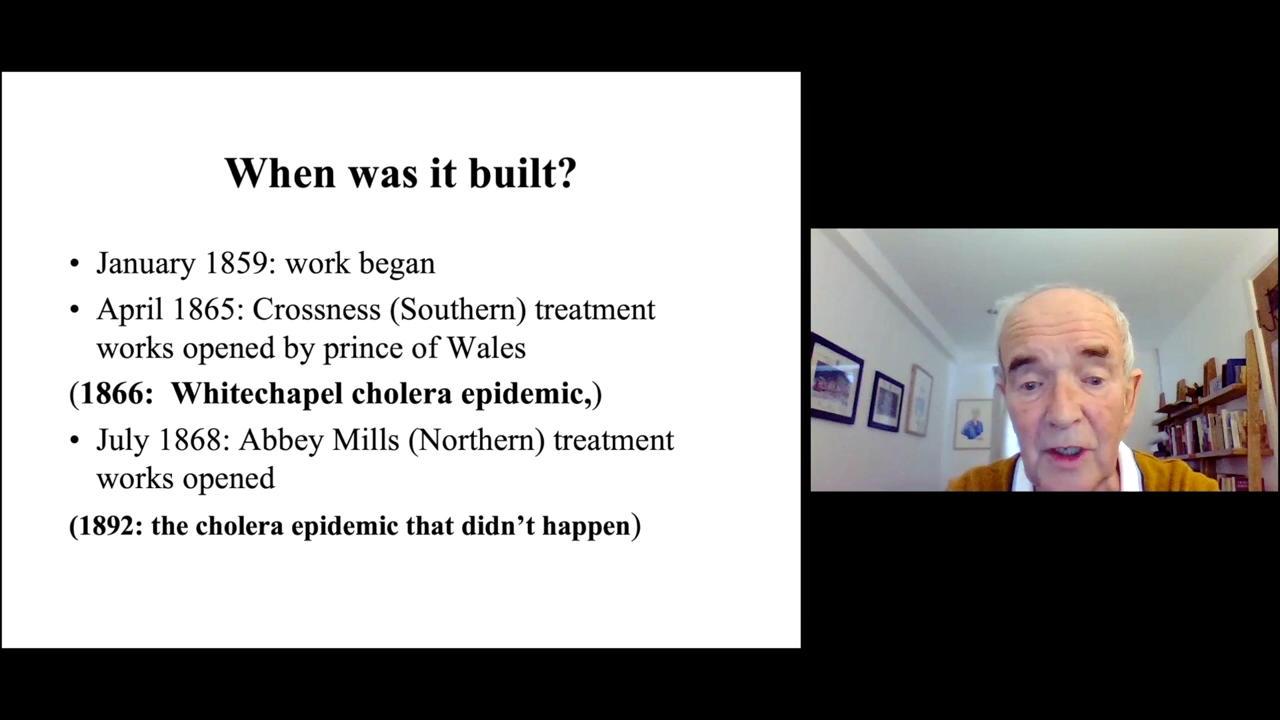 When was it built?
• January 1859: work began
• April 1865: Crossness (Southern) treatment
works opened by prince of Wales
(1866: Whitechapel cholera epidemic,)
• July 1868: Abbey Mills (Northern) treatment
works opened
(1892: the cholera epidemic that didn’t happen)